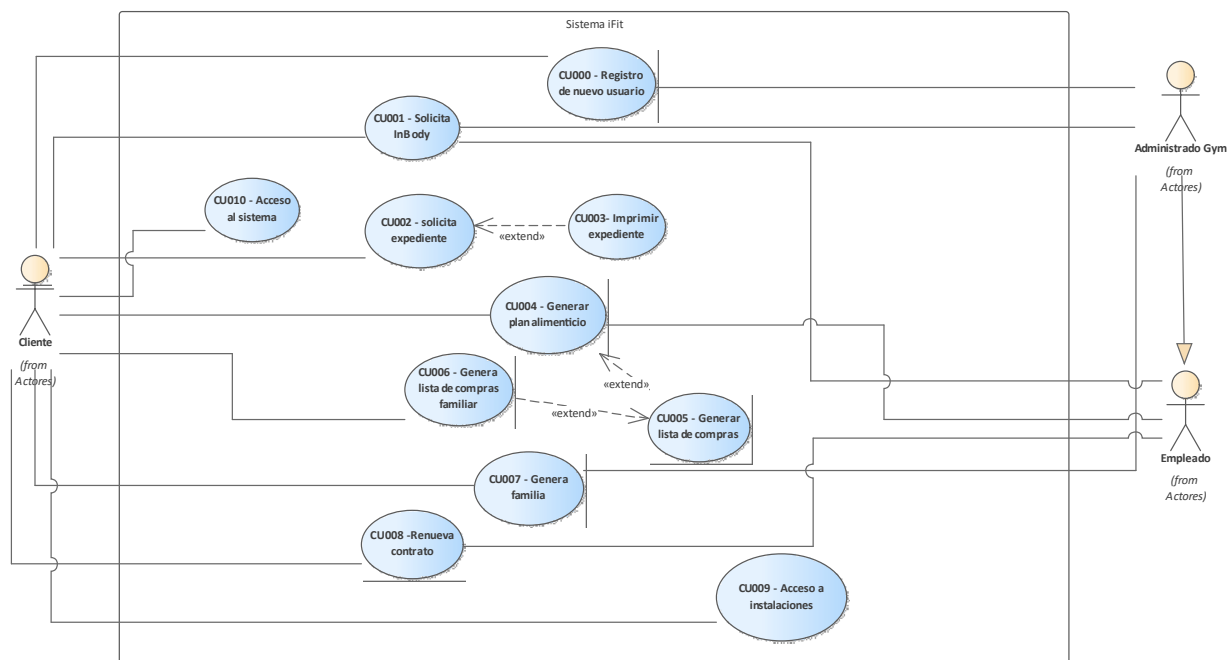 Sistema iFit
CU000 - Registro
de nuevo usuario
CU001 - Solicita
InBody
Administrado Gym
(from
Actores)
CU010 - Acceso
al sistema
CU002 - solicita
expediente
«extend»
CU003- Imprimir
expediente
CU004 - Generar
plan alimenticio
Cliente
(from
Actores)
CU006 - Genera
lista de compras
familiar
«extend»
«extend»
CU005 - Generar
lista de compras
Empleado
(from
Actores)
CU007 - Genera
familia
CU008 -Renueva
contrato
CU009 - Acceso a
instalaciones